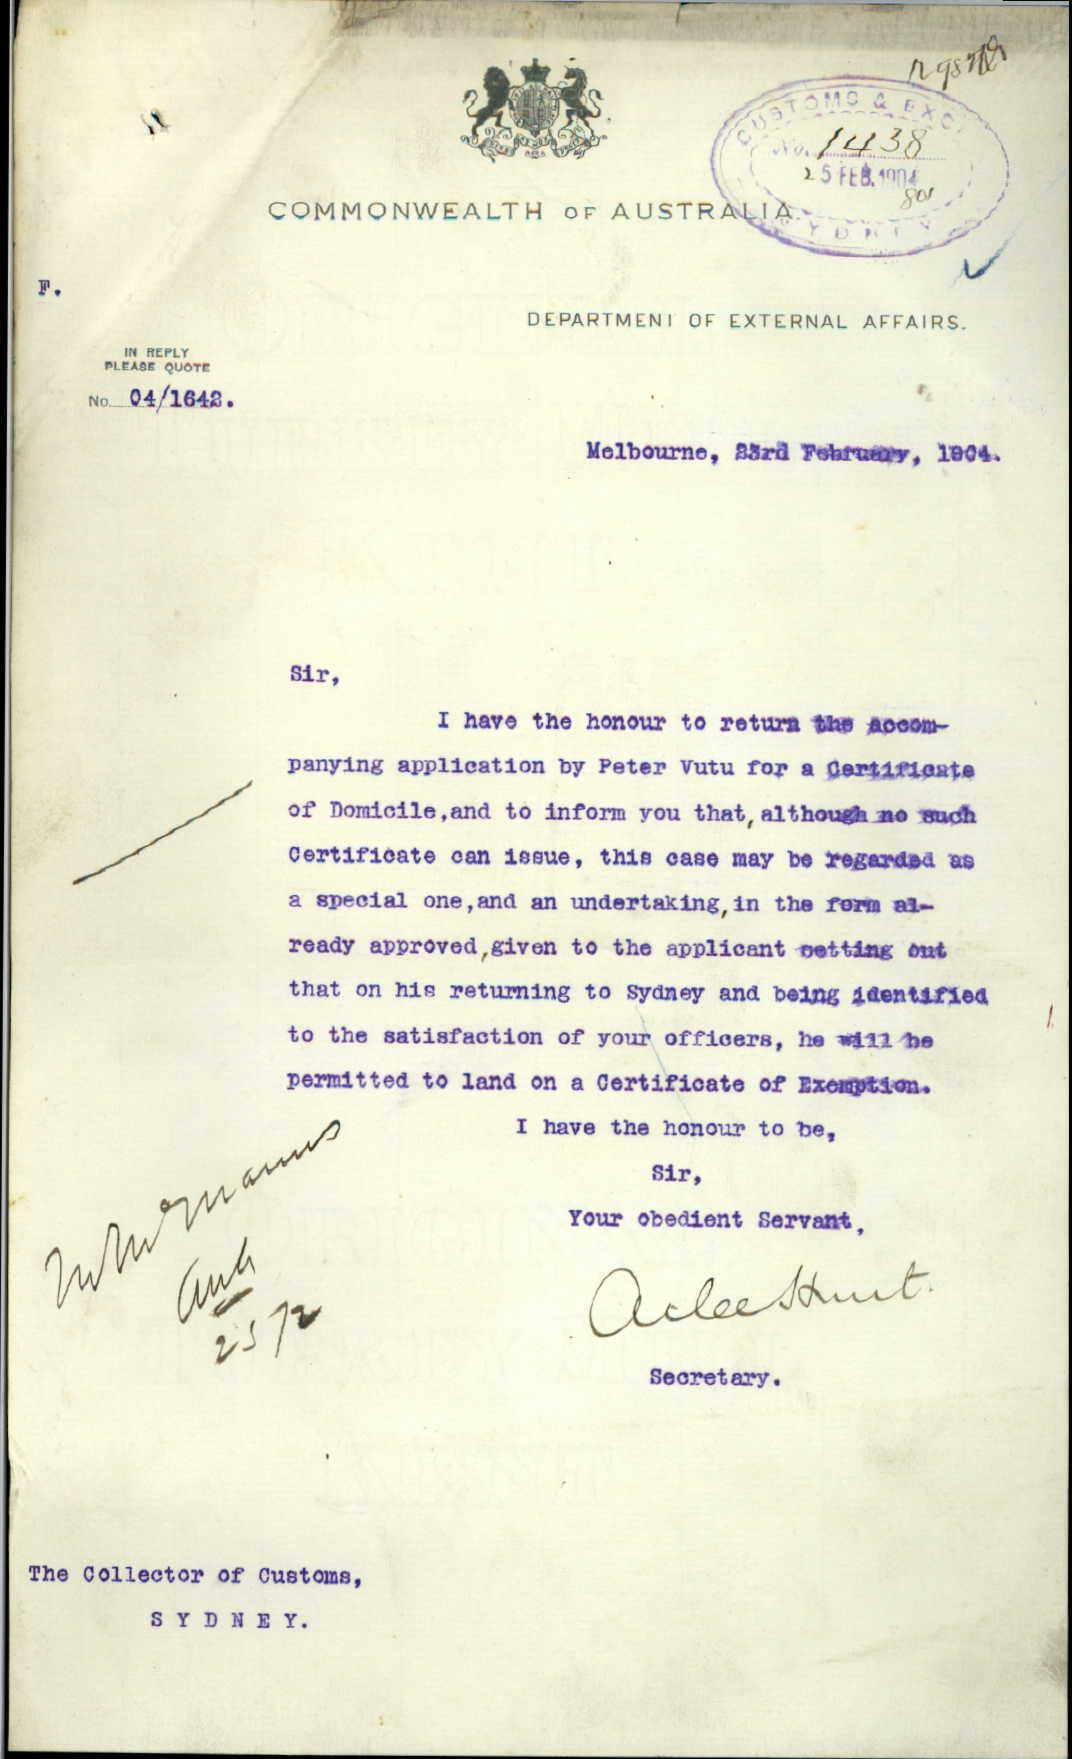 CUSTOMS & EXC
No. 1438
25 FEB. 1904
SYDNEY
COMMONWEALTH OF AUSTRALIA.
F.
DEPARTMENT OF EXTERNAL AFFAIRS.
IN REPLY
PLEASE QUOTE
No. 04/1642.
Melbourne, 23rd February, 1904.
Sir,
I have the honour to return the accom-
panying application by Peter Vutu for a Certificate
of Domicile,and to inform you that,although no such
Certificate can issue, this case may be regarded as
a special one,and an undertaking,in the form al-
ready approved,given to the applicant setting out
that on his returning to Sydney and being identified
to the satisfaction of your officers, he will be
permitted to land on a Certificate of Exemption.
I have the honour to be,
Sir,
Your obedient Servant,
Atlee Hunt.
Secretary.
25/2
The Collector of Customs,
SYDNEY.